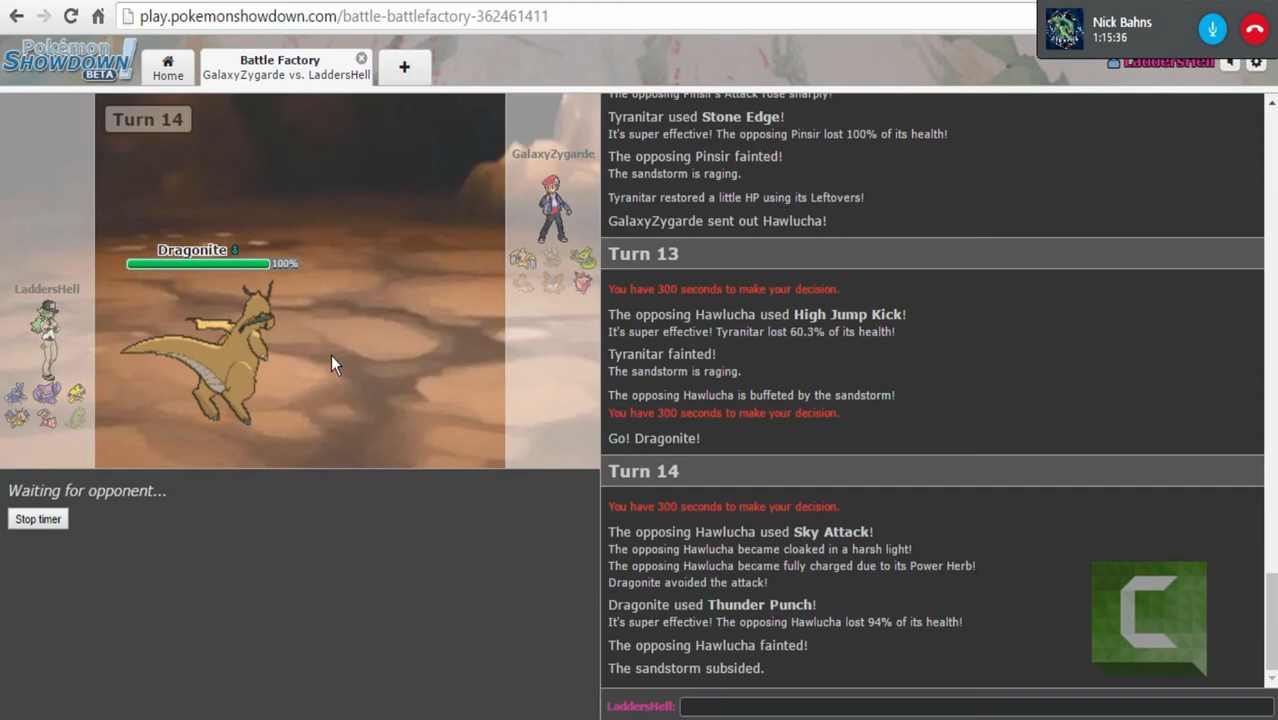 play.pokemonshowdown.com/battle-battlefactory-362461411
Nick Bahns
1:15:36
Pokémon
SHOWDOWN!
BETA
Home
Battle Factory
GalaxyZygarde vs. LaddersHell
+
LaddersHell
Turn 14
GalaxyZygarde
Dragonite
100%
LaddersHell
Waiting for opponent...
Stop timer
The opposing Pinsir's Attack rose sharply!
Tyranitar used Stone Edge!
It's super effective! The opposing Pinsir lost 100% of its health!
The opposing Pinsir fainted!
The sandstorm is raging.
Tyranitar restored a little HP using its Leftovers!
GalaxyZygarde sent out Hawlucha!
Turn 13
You have 300 seconds to make your decision.
The opposing Hawlucha used High Jump Kick!
It's super effective! Tyranitar lost 60.3% of its health!
Tyranitar fainted!
The sandstorm is raging.
The opposing Hawlucha is buffeted by the sandstorm!
You have 300 seconds to make your decision.
Go! Dragonite!
Turn 14
You have 300 seconds to make your decision.
The opposing Hawlucha used Sky Attack!
The opposing Hawlucha became cloaked in a harsh light!
The opposing Hawlucha became fully charged due to its Power Herb!
Dragonite avoided the attack!
Dragonite used Thunder Punch!
It's super effective! The opposing Hawlucha lost 94% of its health!
The opposing Hawlucha fainted!
The sandstorm subsided.
LaddersHell: